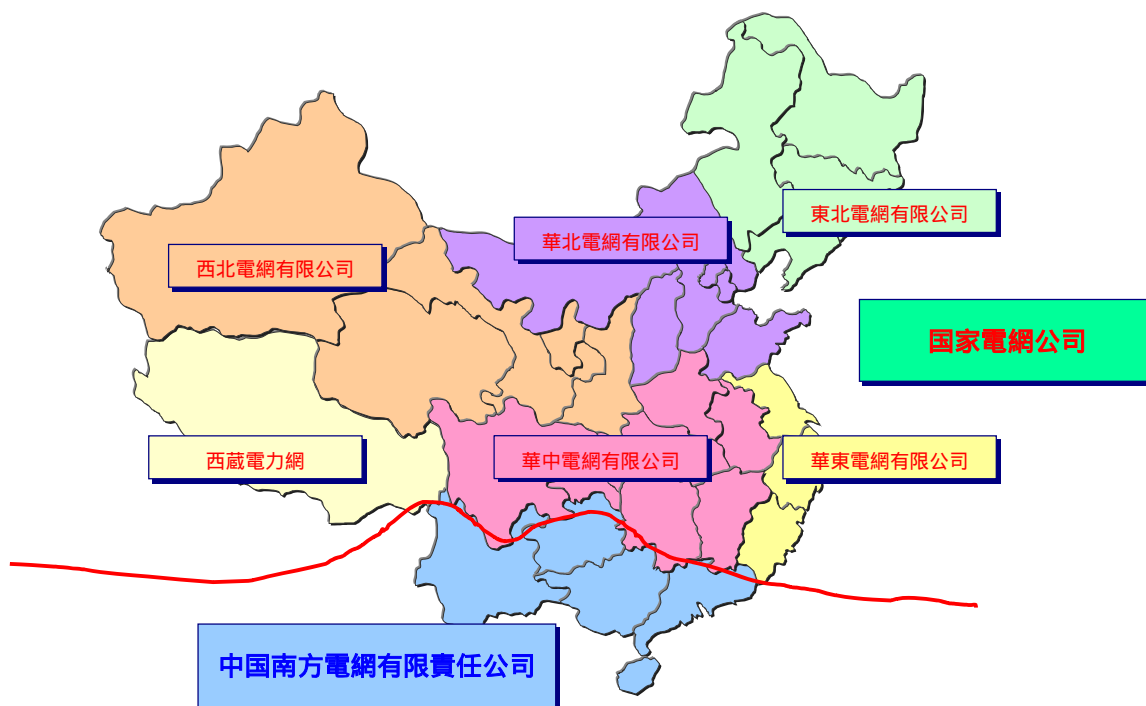 東北電網有限公司
華北電網有限公司
西北電網有限公司
国家電網公司
西蔵電力網
華中電網有限公司
華東電網有限公司
中国南方電網有限責任公司